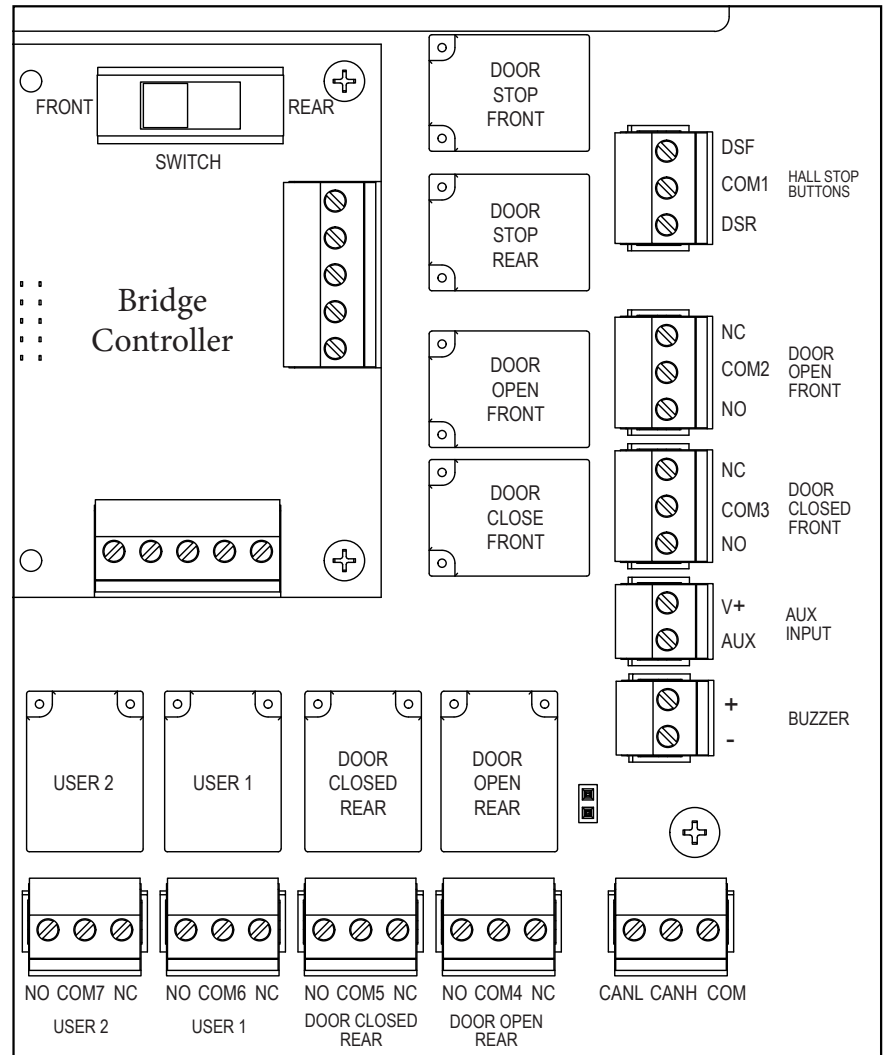 FRONT
REAR
SWITCH
Bridge
Controller
DOOR
STOP
FRONT
DOOR
STOP
REAR
DOOR
OPEN
FRONT
DOOR
CLOSE
FRONT
DSF
COM1
DSR
HALL STOP
BUTTONS
NC
COM2
NO
DOOR
OPEN
FRONT
NC
COM3
NO
DOOR
CLOSED
FRONT
V+
AUX
AUX
INPUT
+
-
BUZZER
USER 2
USER 1
DOOR
CLOSED
REAR
DOOR
OPEN
REAR
NO COM7 NC
USER 2
NO COM6 NC
USER 1
NO COM5 NC
DOOR CLOSED
REAR
NO COM4 NC
DOOR OPEN
REAR
CANL CANH COM